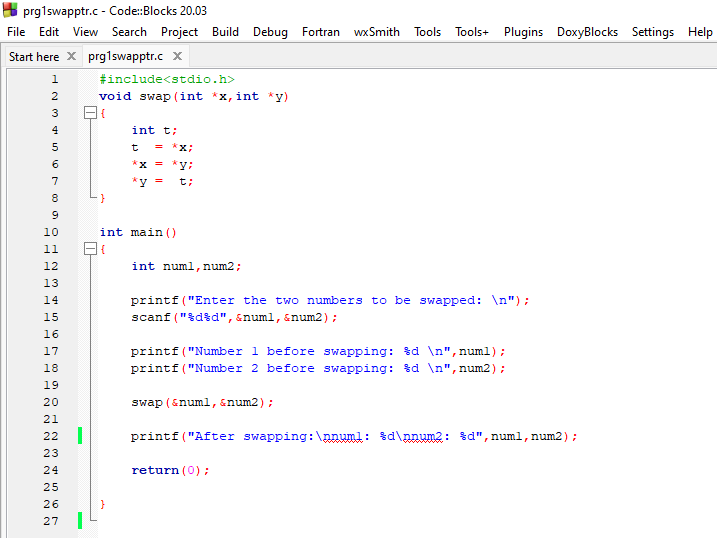 prg1swapptr.c - Code::Blocks 20.03
File Edit View Search Project Build Debug Fortran wxSmith Tools Tools+ Plugins DoxyBlocks Settings Help
Start here X prg1swapptr.c X
1 #include<stdio.h>
2 void swap(int *x,int *y)
3 {
4     int t;
5     t  = *x;
6     *x = *y;
7     *y =  t;
8 }
9
10 int main()
11 {
12     int num1,num2;
13
14     printf("Enter the two numbers to be swapped: \n");
15     scanf("%d%d",&num1,&num2);
16
17     printf("Number 1 before swapping: %d \n",num1);
18     printf("Number 2 before swapping: %d \n",num2);
19
20     swap(&num1,&num2);
21
22     printf("After swapping:\nnum1: %d\nnum2: %d",num1,num2);
23
24     return(0);
25
26 }
27